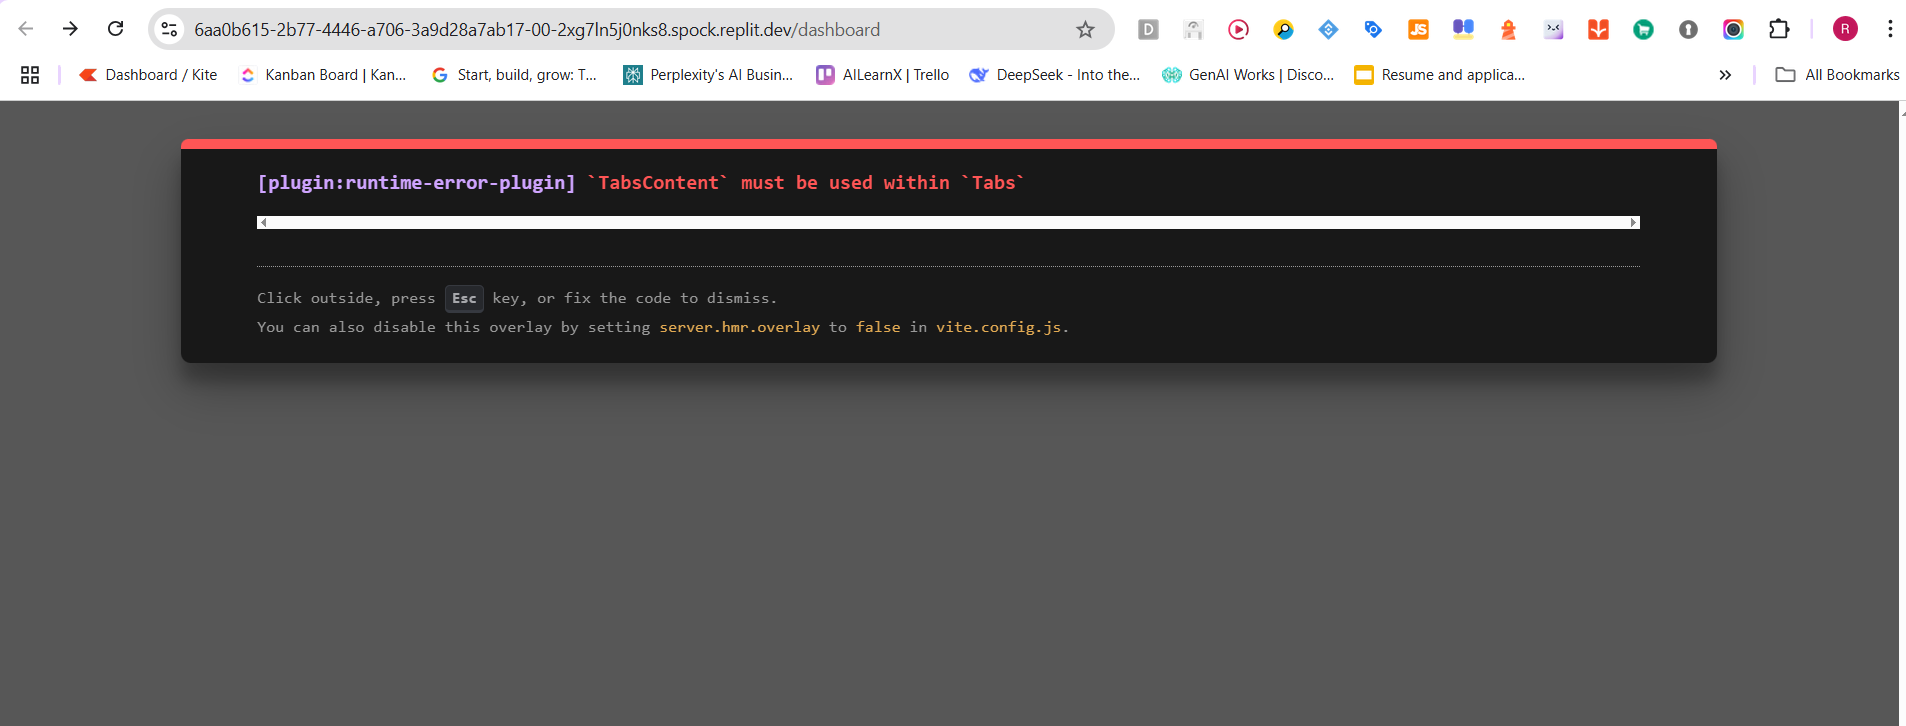 6aa0b615-2b77-4446-a706-3a9d28a7ab17-00-2xg7ln5j0nks8.spock.replit.dev/dashboard
D
JS
R
Dashboard / Kite
Kanban Board | Kan...
Start, build, grow: T...
Perplexity's AI Busin...
AILearnX | Trello
DeepSeek - Into the...
GenAI Works | Disco...
Resume and applica...
All Bookmarks
[plugin:runtime-error-plugin] `TabsContent` must be used within `Tabs`
Click outside, press Esc key, or fix the code to dismiss.
You can also disable this overlay by setting server.hmr.overlay to false in vite.config.js.